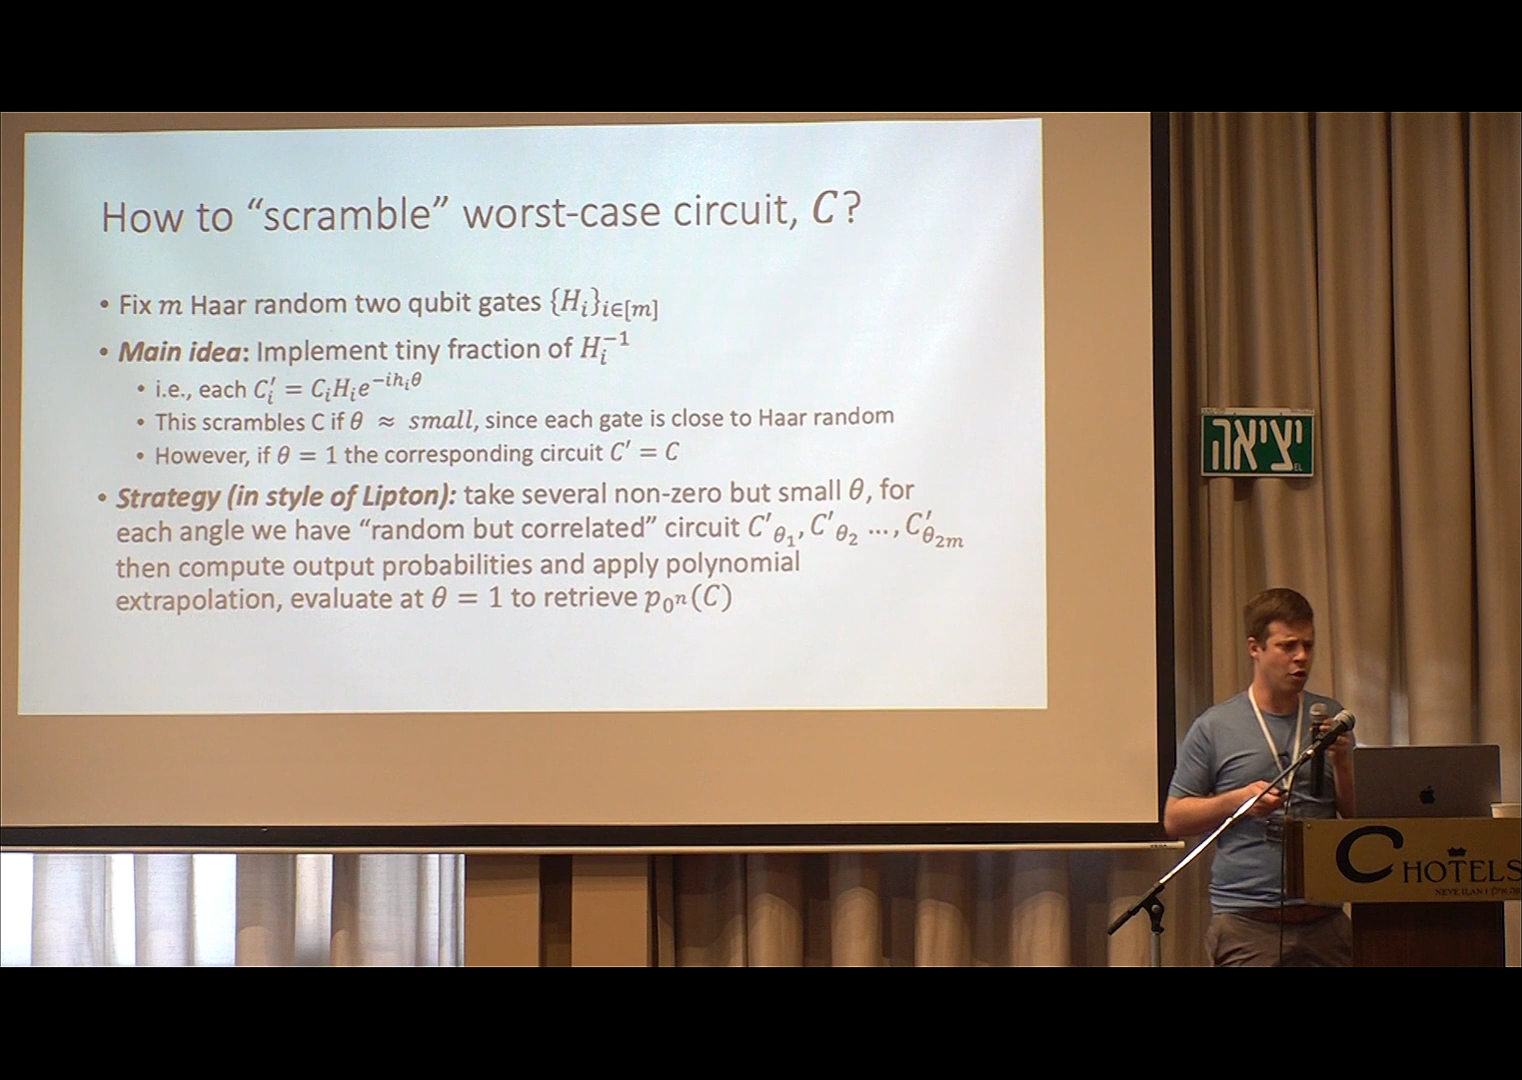 How to “scramble” worst-case circuit, C?
• Fix m Haar random two qubit gates {H_i}_{i∈[m]}
• Main idea: Implement tiny fraction of H_i^{-1}
• i.e., each C_i′ = C_iH_ie^{-ih_iθ}
• This scrambles C if θ ≈ small, since each gate is close to Haar random
• However, if θ = 1 the corresponding circuit C′ = C
• Strategy (in style of Lipton): take several non-zero but small θ, for
each angle we have “random but correlated” circuit C′_{θ_1}, C′_{θ_2} …, C′_{θ_{2m}}
then compute output probabilities and apply polynomial
extrapolation, evaluate at θ = 1 to retrieve p_{0^n}(C)
יציאה
EL
C HOTELS
NEVE ILAN